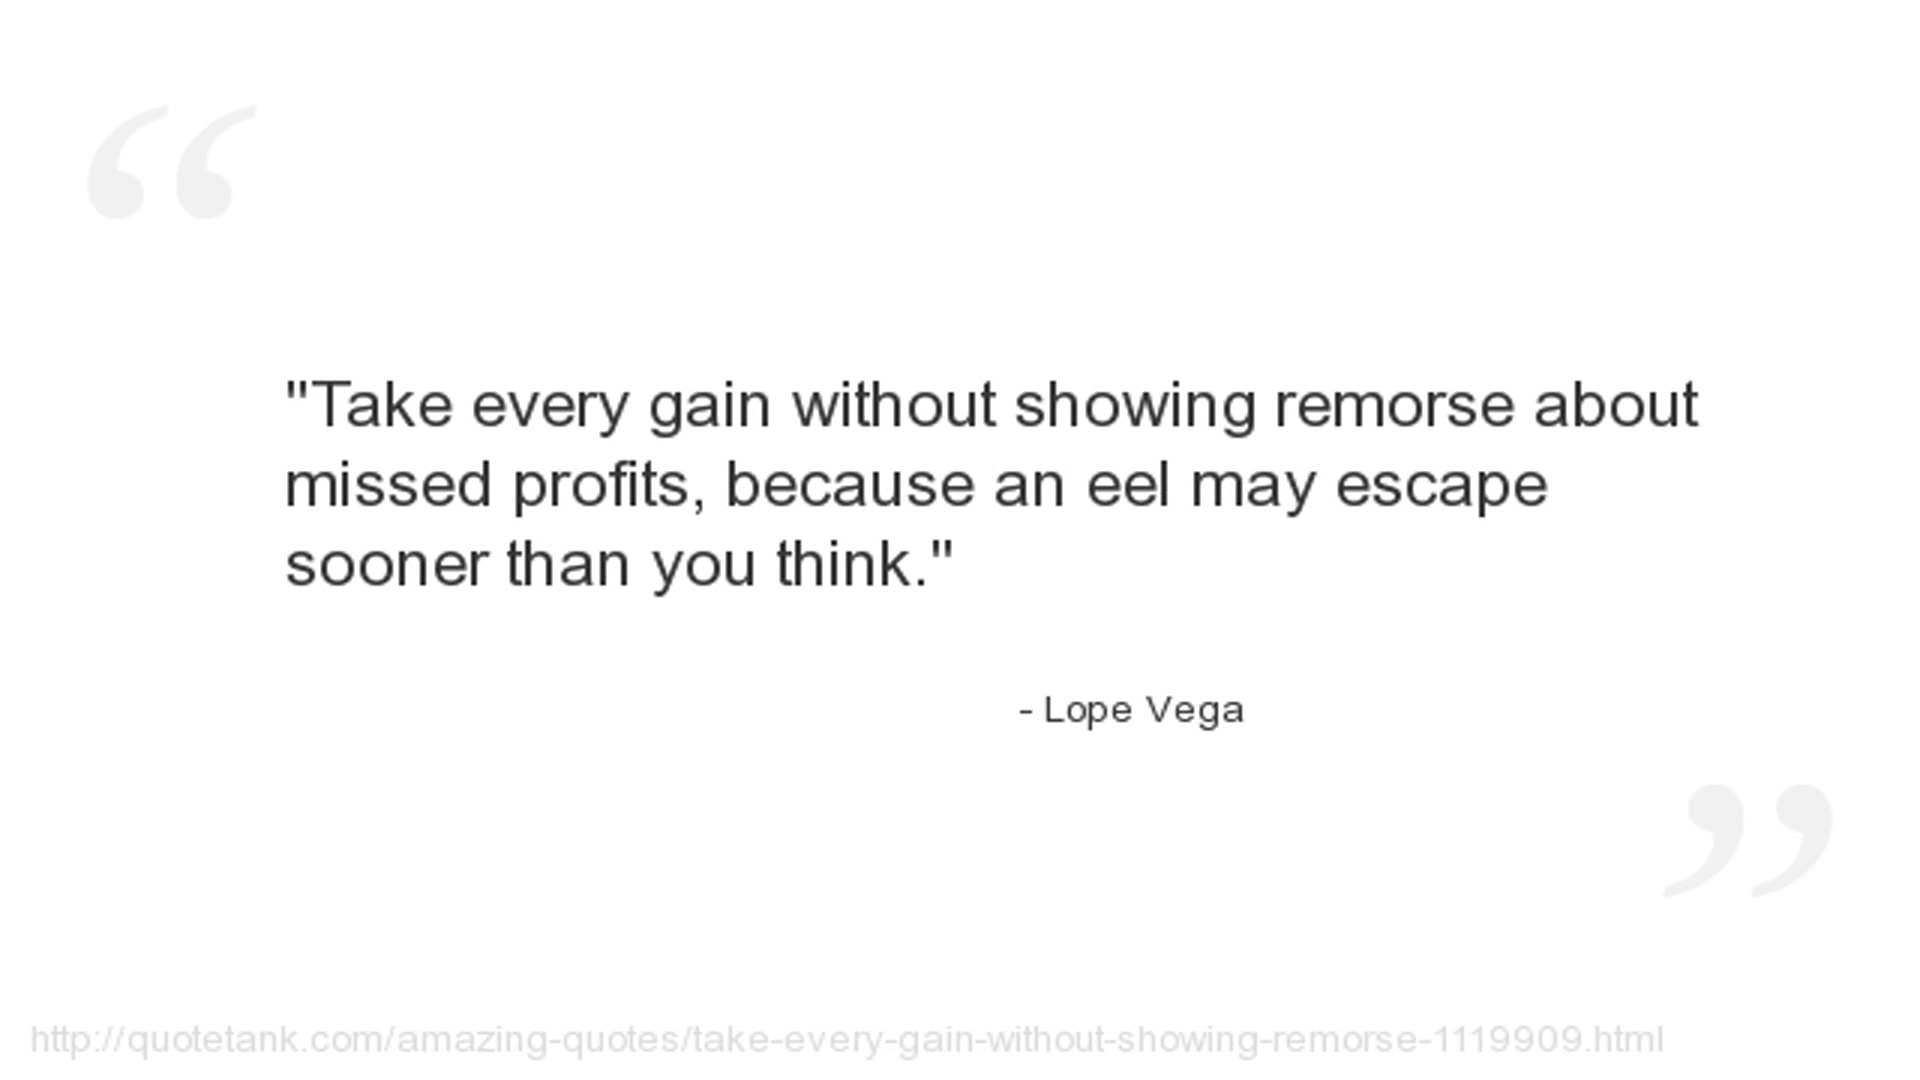 “
"Take every gain without showing remorse about
missed profits, because an eel may escape
sooner than you think."
- Lope Vega
”
http://quotetank.com/amazing-quotes/take-every-gain-without-showing-remorse-1119909.html